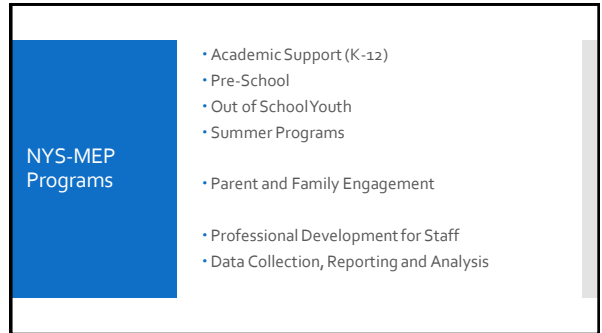 NYS-MEP
Programs
• Academic Support (K-12)
• Pre-School
• Out of School Youth
• Summer Programs
• Parent and Family Engagement
• Professional Development for Staff
• Data Collection, Reporting and Analysis